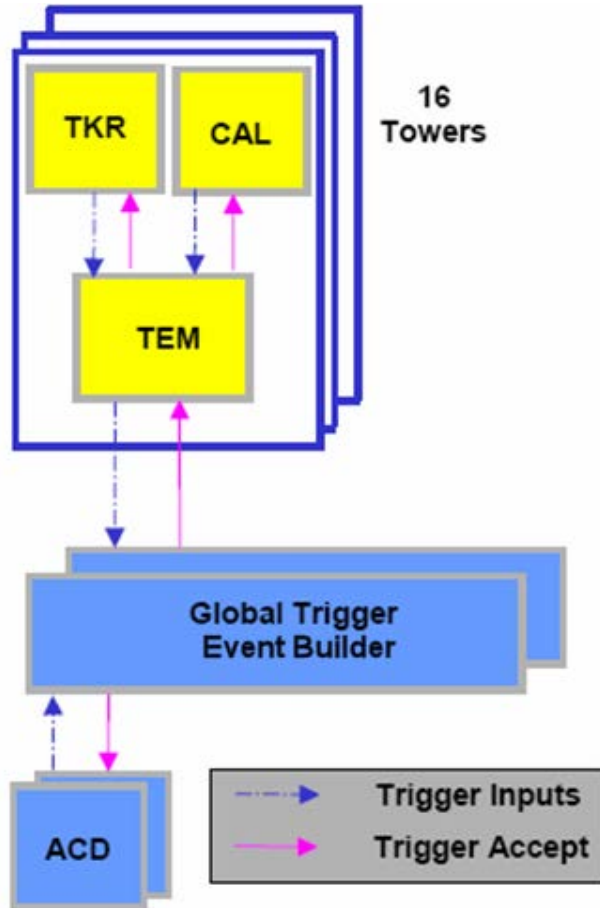 TKR
CAL
16
Towers
TEM
Global Trigger
Event Builder
ACD
Trigger Inputs
Trigger Accept